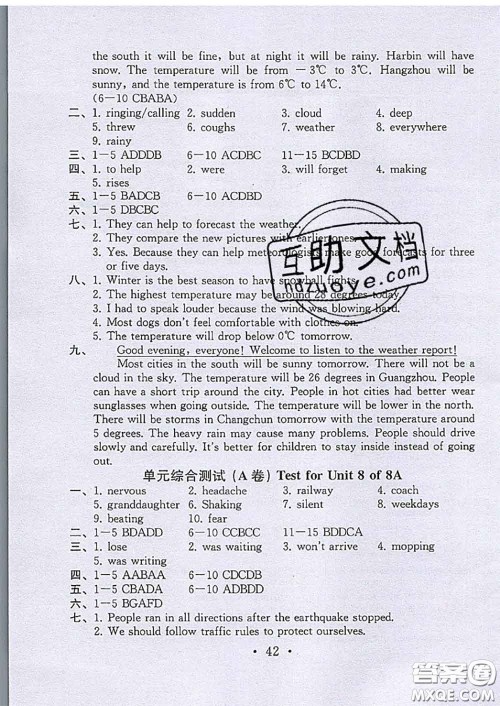 the south it will be fine, but at night it will be rainy. Harbin will have
snow. The temperature will be from －3℃ to 3℃. Hangzhou will be
sunny, and the temperature is from 6℃ to 14℃.
(6－10 CBABA)
二、1. ringing/calling 2. sudden 3. cloud 4. deep
5. threw 6. coughs 7. weather 8. everywhere
9. rainy
三、1－5 ADDDB 6－10 ACDBC 11－15 BCDBD
四、1. to help 2. were 3. will forget 4. making
5. rises
五、1－5 BADCB 6－10 ACDBD
六、1－5 DBCBC
七、1. They can help to forecast the weather.
2. They compare the new pictures with earlier ones.
3. Yes. Because they can help meteorologists make good forecasts for three
or five days.
八、1. Winter is the best season to have snowball fights.
2. The highest temperature may be around 28 degrees today.
3. I had to speak louder because the wind was blowing hard.
4. Most dogs don't feel comfortable with clothes on.
5. The temperature will drop below 0℃ tomorrow.
九、 Good evening, everyone! Welcome to listen to the weather report!
Most cities in the south will be sunny tomorrow. There will not be a
cloud in the sky. The temperature will be 26 degrees in Guangzhou. People
can have a short trip around the city. People in hot cities had better wear
sunglasses when going outside. The temperature will be lower in the north.
There will be storms in Changchun tomorrow with the temperature around
5 degrees. The heavy rain may cause many problems. People should drive
slowly and carefully. It's better for children to stay inside instead of going
out.
单元综合测试（A卷）Test for Unit 8 of 8A
一、1. nervous 2. headache 3. railway 4. coach
5. granddaughter 6. Shaking 7. silent 8. weekdays
9. beating 10. fear
二、1－5 BDADD 6－10 CCBCC 11－15 BDDCA
三、1. lose 2. was waiting 3. won't arrive 4. mopping
5. was writing
四、1－5 AABAA 6－10 CDCDB
五、1－5 CBADA 6－10 ADBDD
六、1－5 BGAFD
七、1. People ran in all directions after the earthquake stopped.
2. We should follow traffic rules to protect ourselves.
· 42 ·
互助文档
hdzuoye.com
答案圈
MXQE.COM